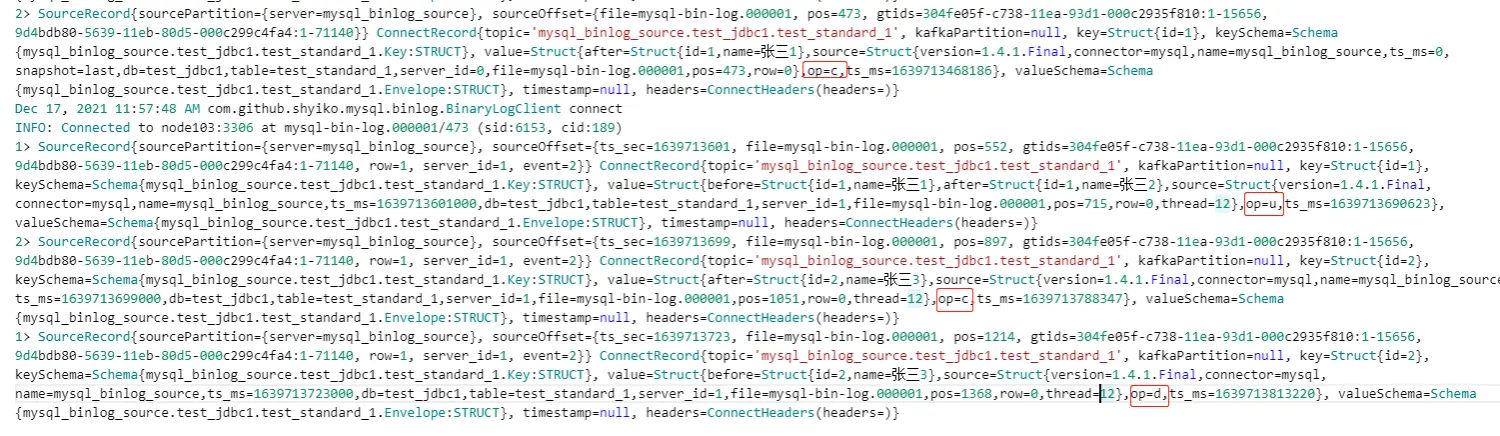 2> SourceRecord{sourcePartition={server=mysql_binlog_source}, sourceOffset={file=mysql-bin-log.000001, pos=473, gtids=304fe05f-c738-11ea-93d1-000c2935f810:1-15656,
9d4bdb80-5639-11eb-80d5-000c299c4fa4:1-71140}} ConnectRecord{topic='mysql_binlog_source.test_jdbc1.test_standard_1', kafkaPartition=null, key=Struct{id=1}, keySchema=Schema
{mysql_binlog_source.test_jdbc1.test_standard_1.Key:STRUCT}, value=Struct{after=Struct{id=1,name=张三1},source=Struct{version=1.4.1.Final,connector=mysql,name=mysql_binlog_source,ts_ms=0,
snapshot=last,db=test_jdbc1,table=test_standard_1,server_id=0,file=mysql-bin-log.000001,pos=473,row=0},op=c,ts_ms=1639713468186}, valueSchema=Schema
{mysql_binlog_source.test_jdbc1.test_standard_1.Envelope:STRUCT}, timestamp=null, headers=ConnectHeaders(headers=)}
Dec 17, 2021 11:57:48 AM com.github.shyiko.mysql.binlog.BinaryLogClient connect
INFO: Connected to node103:3306 at mysql-bin-log.000001/473 (sid:6153, cid:189)
1> SourceRecord{sourcePartition={server=mysql_binlog_source}, sourceOffset={ts_sec=1639713601, file=mysql-bin-log.000001, pos=552, gtids=304fe05f-c738-11ea-93d1-000c2935f810:1-15656,
9d4bdb80-5639-11eb-80d5-000c299c4fa4:1-71140, row=1, server_id=1, event=2}} ConnectRecord{topic='mysql_binlog_source.test_jdbc1.test_standard_1', kafkaPartition=null, key=Struct{id=1},
keySchema=Schema{mysql_binlog_source.test_jdbc1.test_standard_1.Key:STRUCT}, value=Struct{before=Struct{id=1,name=张三1},after=Struct{id=1,name=张三2},source=Struct{version=1.4.1.Final,
connector=mysql,name=mysql_binlog_source,ts_ms=1639713601000,db=test_jdbc1,table=test_standard_1,server_id=1,file=mysql-bin-log.000001,pos=715,row=0,thread=12},op=u,ts_ms=1639713690623},
valueSchema=Schema{mysql_binlog_source.test_jdbc1.test_standard_1.Envelope:STRUCT}, timestamp=null, headers=ConnectHeaders(headers=)}
2> SourceRecord{sourcePartition={server=mysql_binlog_source}, sourceOffset={ts_sec=1639713699, file=mysql-bin-log.000001, pos=897, gtids=304fe05f-c738-11ea-93d1-000c2935f810:1-15656,
9d4bdb80-5639-11eb-80d5-000c299c4fa4:1-71140, row=1, server_id=1, event=2}} ConnectRecord{topic='mysql_binlog_source.test_jdbc1.test_standard_1', kafkaPartition=null, key=Struct{id=2},
keySchema=Schema{mysql_binlog_source.test_jdbc1.test_standard_1.Key:STRUCT}, value=Struct{after=Struct{id=2,name=张三3},source=Struct{version=1.4.1.Final,connector=mysql,name=mysql_binlog_source
ts_ms=1639713699000,db=test_jdbc1,table=test_standard_1,server_id=1,file=mysql-bin-log.000001,pos=1051,row=0,thread=12},op=c,ts_ms=1639713788347}, valueSchema=Schema
{mysql_binlog_source.test_jdbc1.test_standard_1.Envelope:STRUCT}, timestamp=null, headers=ConnectHeaders(headers=)}
1> SourceRecord{sourcePartition={server=mysql_binlog_source}, sourceOffset={ts_sec=1639713723, file=mysql-bin-log.000001, pos=1214, gtids=304fe05f-c738-11ea-93d1-000c2935f810:1-15656,
9d4bdb80-5639-11eb-80d5-000c299c4fa4:1-71140, row=1, server_id=1, event=2}} ConnectRecord{topic='mysql_binlog_source.test_jdbc1.test_standard_1', kafkaPartition=null, key=Struct{id=2},
keySchema=Schema{mysql_binlog_source.test_jdbc1.test_standard_1.Key:STRUCT}, value=Struct{before=Struct{id=2,name=张三3},source=Struct{version=1.4.1.Final,connector=mysql,
name=mysql_binlog_source,ts_ms=1639713723000,db=test_jdbc1,table=test_standard_1,server_id=1,file=mysql-bin-log.000001,pos=1368,row=0,thread=12},op=d,ts_ms=1639713813220}, valueSchema=Schema
{mysql_binlog_source.test_jdbc1.test_standard_1.Envelope:STRUCT}, timestamp=null, headers=ConnectHeaders(headers=)}